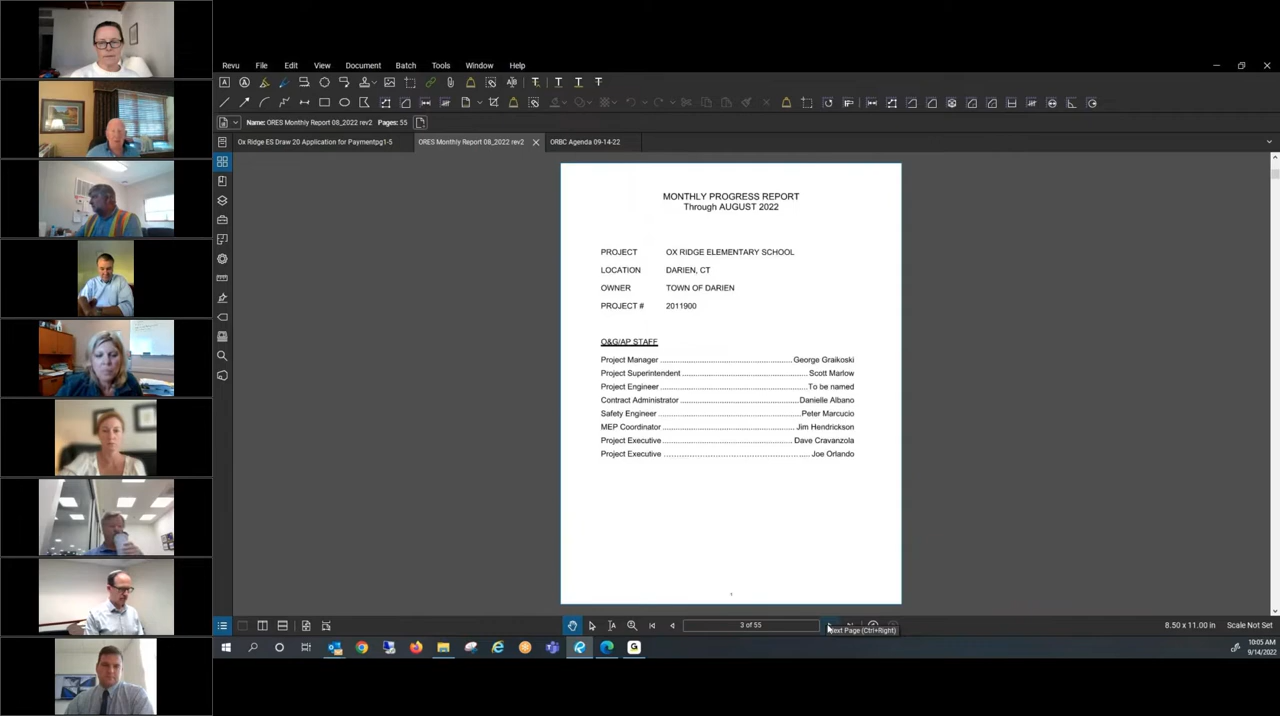 Revu File Edit View Document Batch Tools Window Help
Name: ORES Monthly Report 08_2022 rev2 Pages: 55
Ox Ridge ES Draw 20 Application for Paymentpg1-5 ORES Monthly Report 08_2022 rev2 ORBC Agenda 09-14-22
MONTHLY PROGRESS REPORT
Through AUGUST 2022
PROJECT OX RIDGE ELEMENTARY SCHOOL
LOCATION DARIEN, CT
OWNER TOWN OF DARIEN
PROJECT # 2011900
O&G/AP STAFF
Project Manager ........................................................ George Graikoski
Project Superintendent ........................................................ Scott Marlow
Project Engineer ........................................................ To be named
Contract Administrator ........................................................ Danielle Albano
Safety Engineer ........................................................ Peter Marcucio
MEP Coordinator ........................................................ Jim Hendrickson
Project Executive ........................................................ Dave Cravanzola
Project Executive ........................................................ Joe Orlando
3 of 55
Next Page (Ctrl+Right)
8.50 x 11.00 in Scale Not Set
10:05 AM
9/14/2022